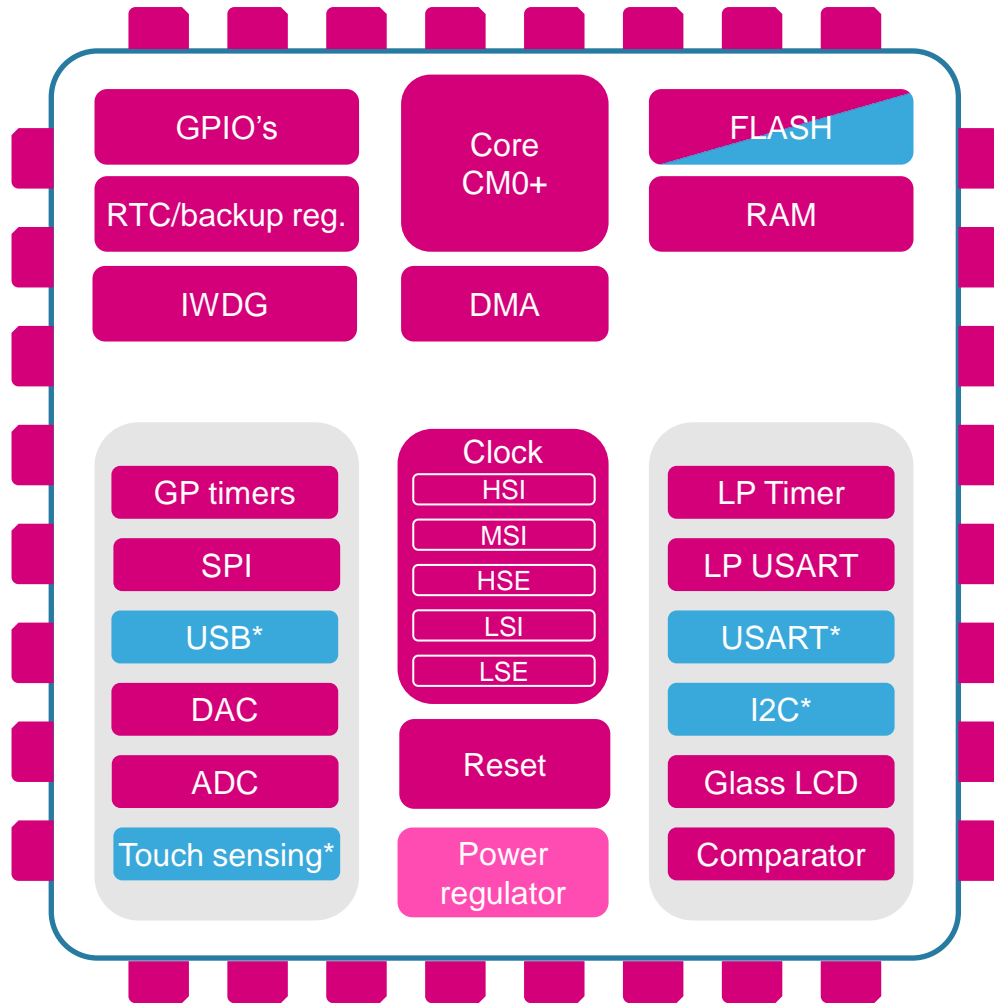 GPIO's
RTC/backup reg.
IWDG
Core
CM0+
DMA
FLASH
RAM
GP timers
SPI
USB*
DAC
ADC
Touch sensing*
Clock
HSI
MSI
HSE
LSI
LSE
Reset
Power
regulator
LP Timer
LP USART
USART*
I2C*
Glass LCD
Comparator